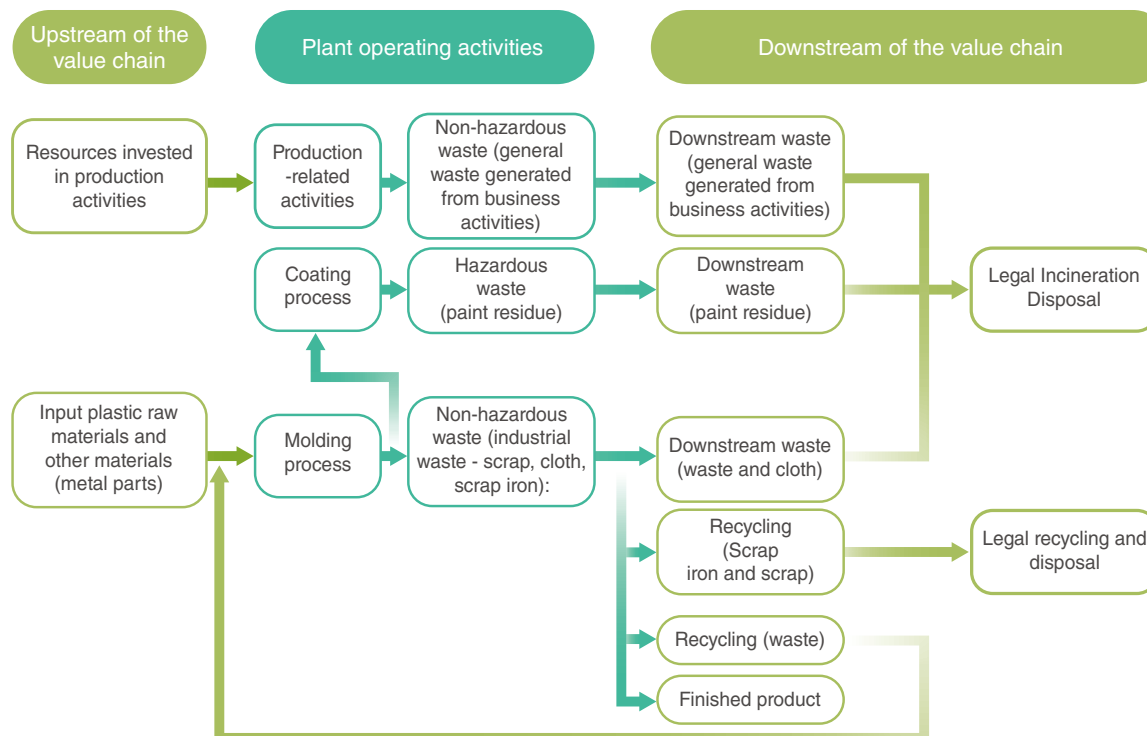 Upstream of the
value chain
Plant operating activities
Downstream of the value chain
Resources invested
in production
activities
Production
-related
activities
Non-hazardous
waste (general
waste generated
from business
activities)
Downstream waste
(general waste
generated from
business activities)
Coating
process
Hazardous
waste
(paint residue)
Downstream
waste
(paint residue)
Legal Incineration
Disposal
Input plastic raw
materials and
other materials
(metal parts)
Molding
process
Non-hazardous
waste (industrial
waste - scrap, cloth,
scrap iron):
Downstream waste
(waste and cloth)
Recycling
(Scrap
iron and scrap)
Legal recycling and
disposal
Recycling (waste)
Finished product